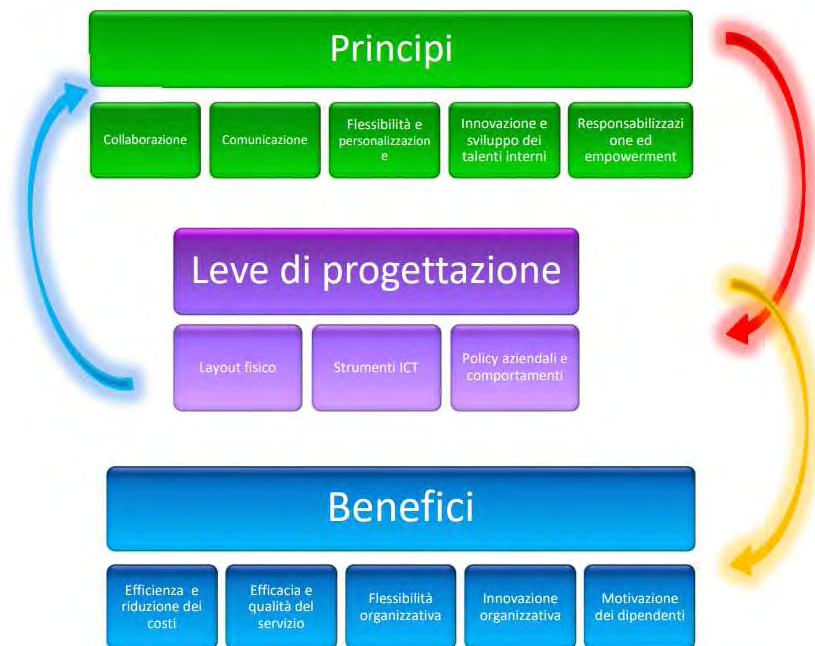 Principi
Collaborazione
Comunicazione
Flessibilità e
personalizzazion
e
Innovazione e
sviluppo dei
talenti interni
Responsabilizzazi
one ed
empowerment
Leve di progettazione
Layout fisico
Strumenti ICT
Policy aziendali e
comportamenti
Benefici
Efficienza e
riduzione dei
costi
Efficacia e
qualità del
servizio
Flessibilità
organizzativa
Innovazione
organizzativa
Motivazione
dei dipendenti